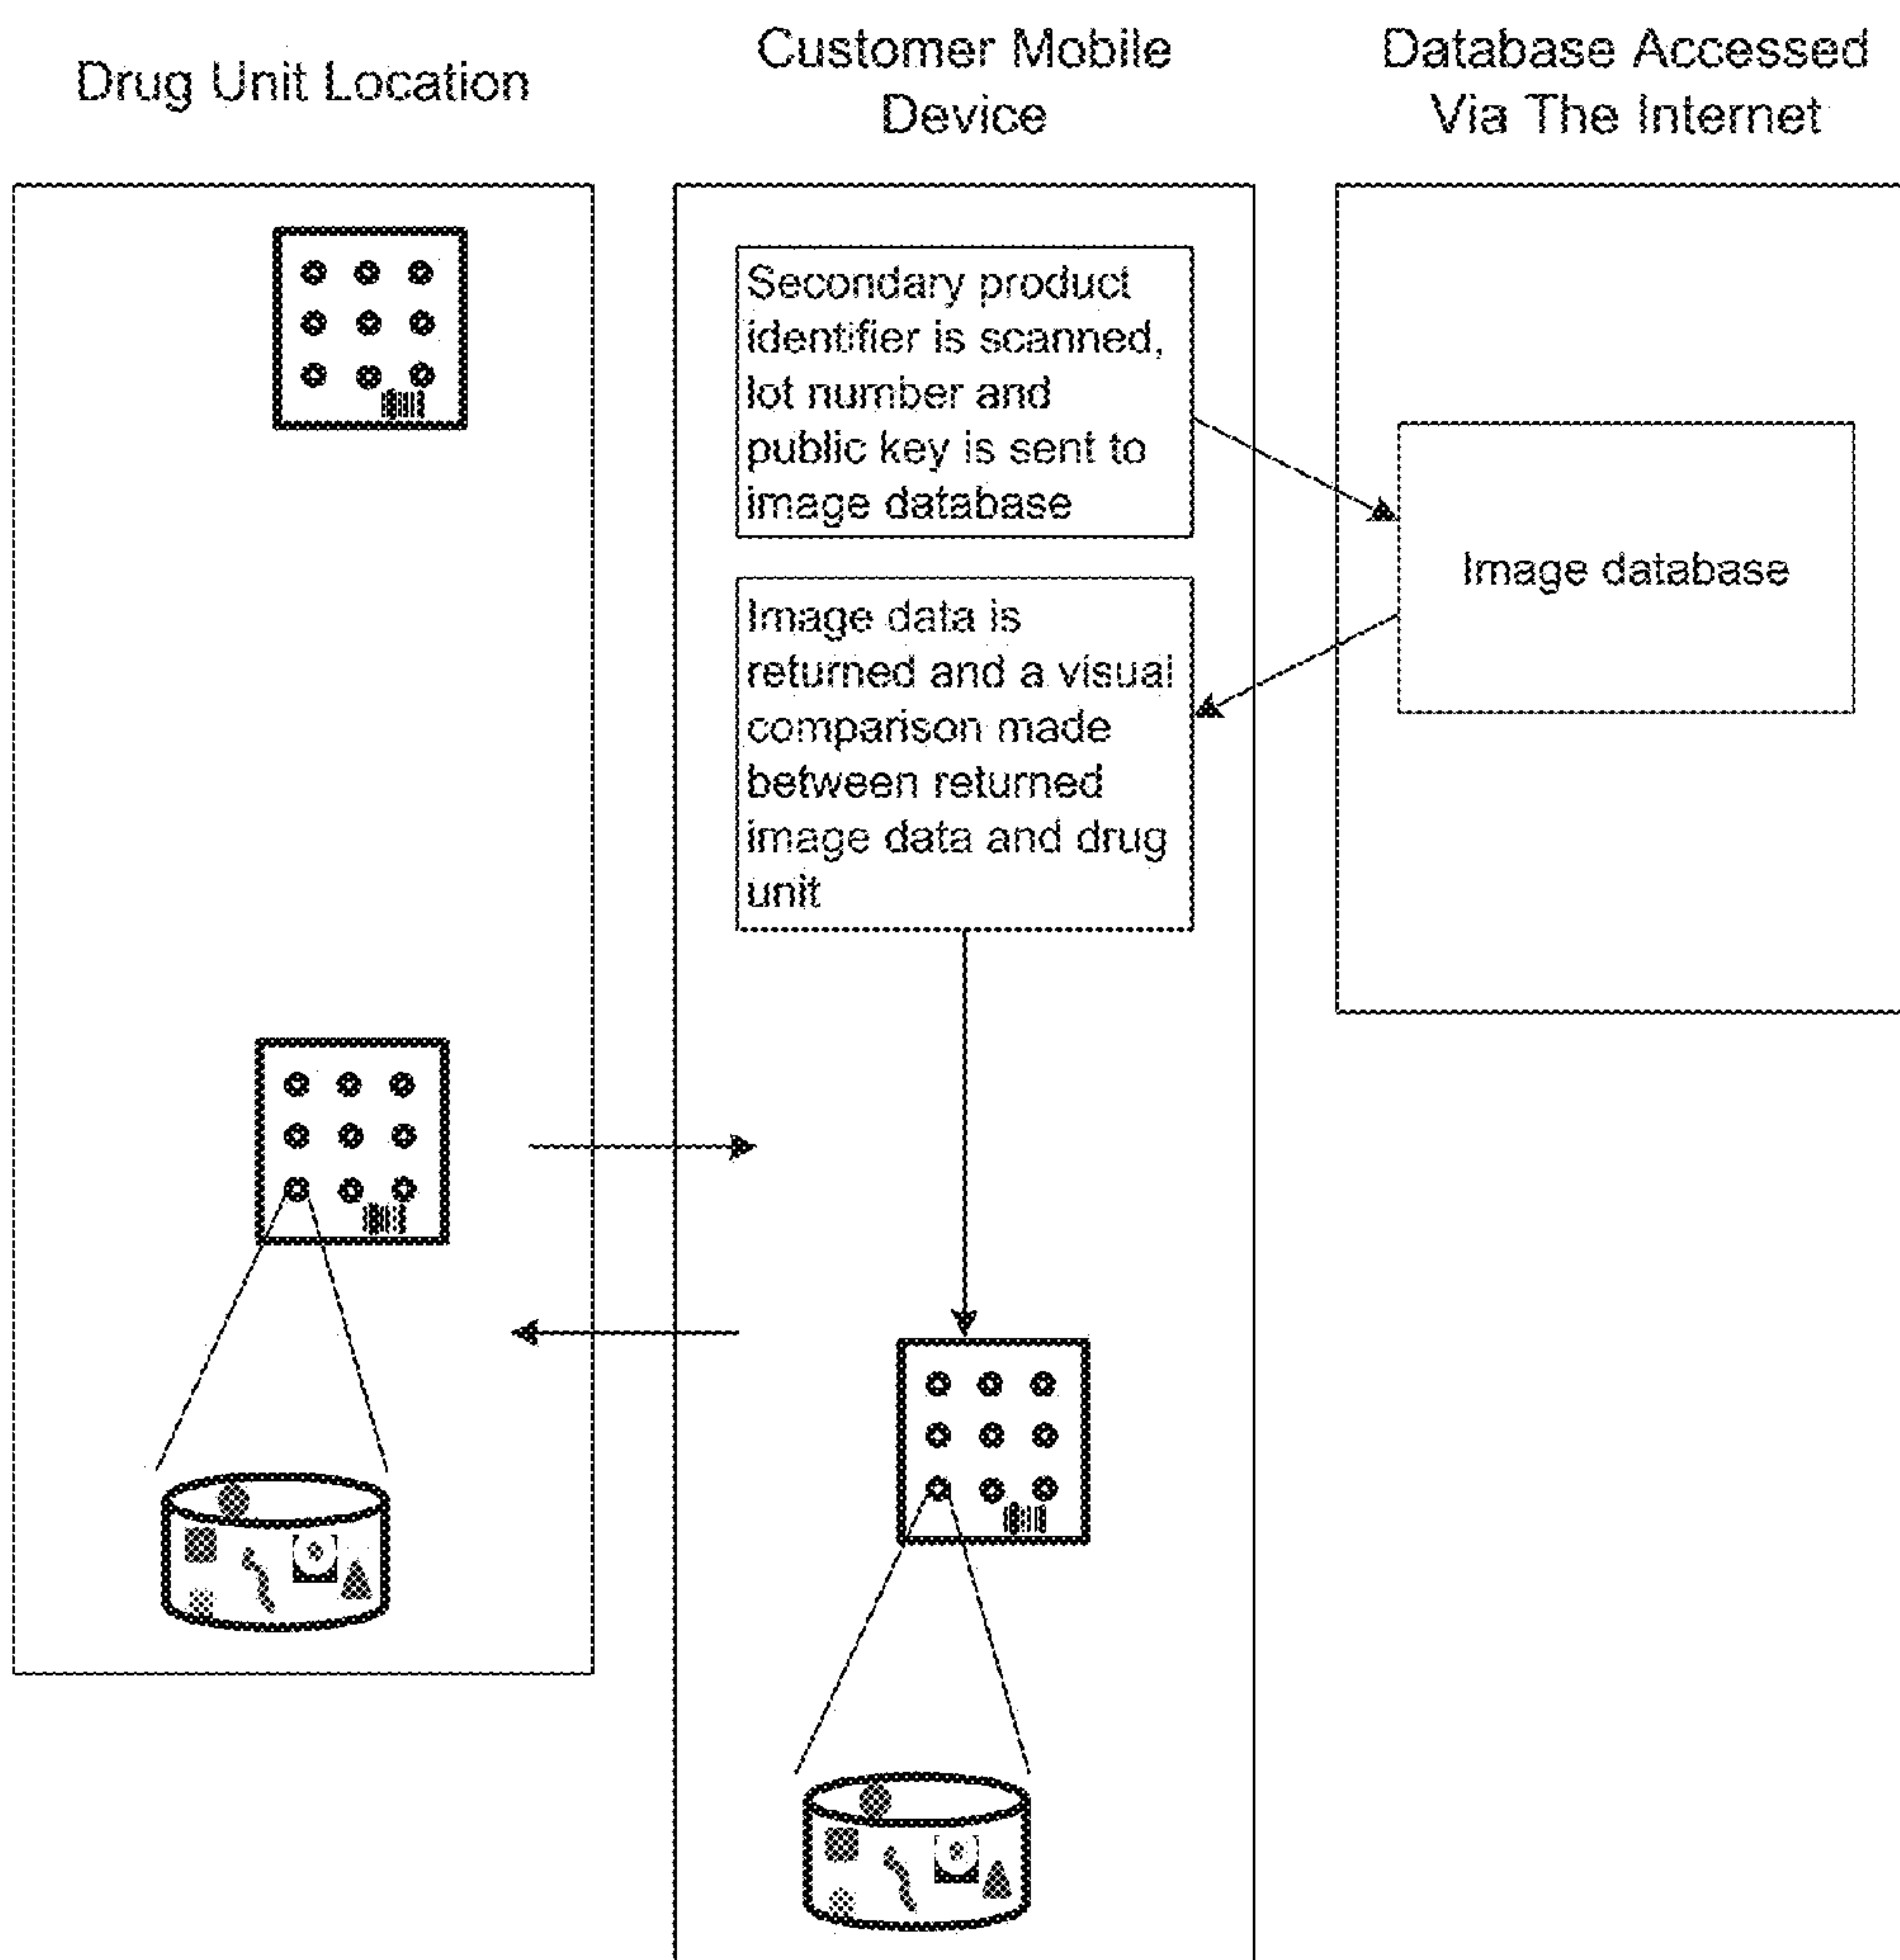 Drug Unit Location
Customer Mobile
Device
Database Accessed
Via The Internet
Secondary product
identifier is scanned,
lot number and
public key is sent to
image database
Image data is
returned and a visual
comparison made
between returned
image data and drug
unit
Image database